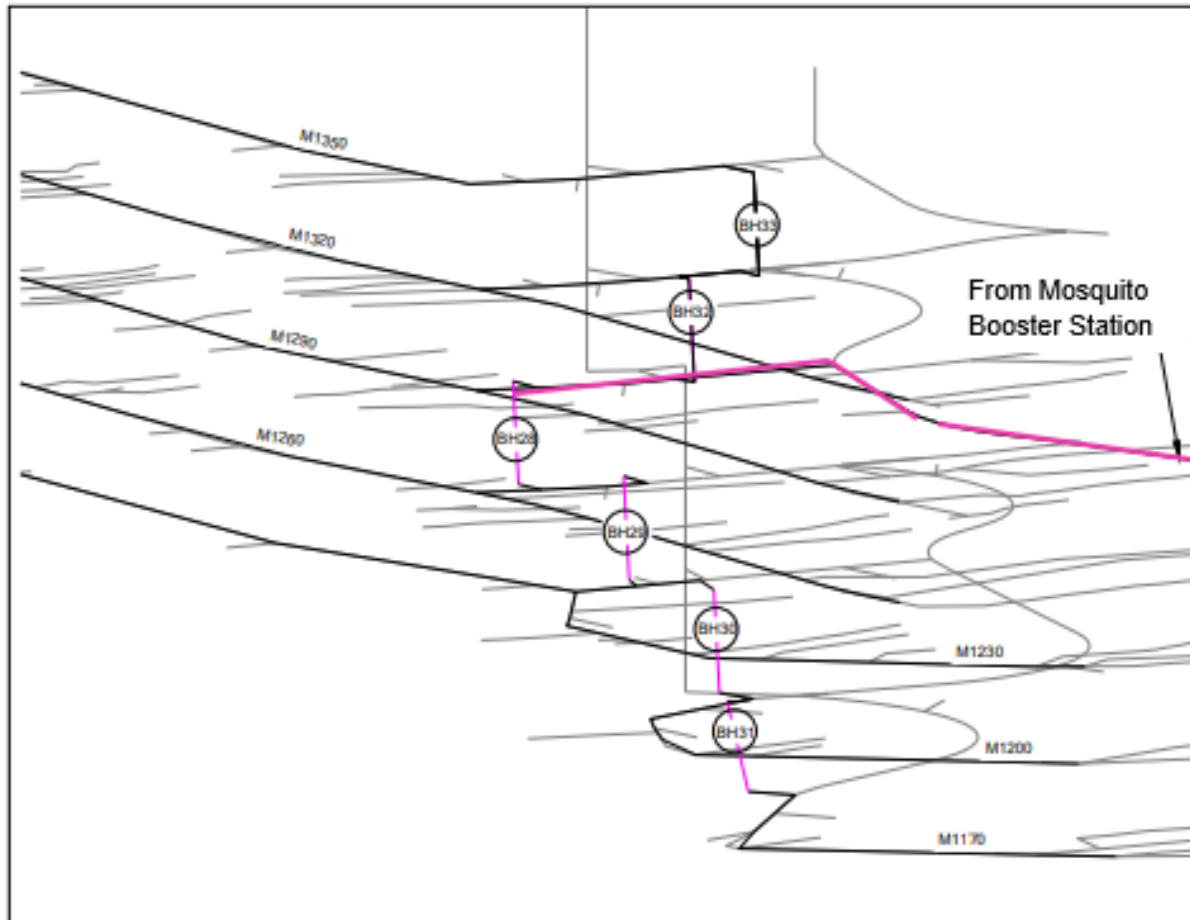 M1350
BH33
M1320
From Mosquito
Booster Station
BH32
M1290
BH28
M1260
BH29
BH30
M1230
BH31
M1200
M1170